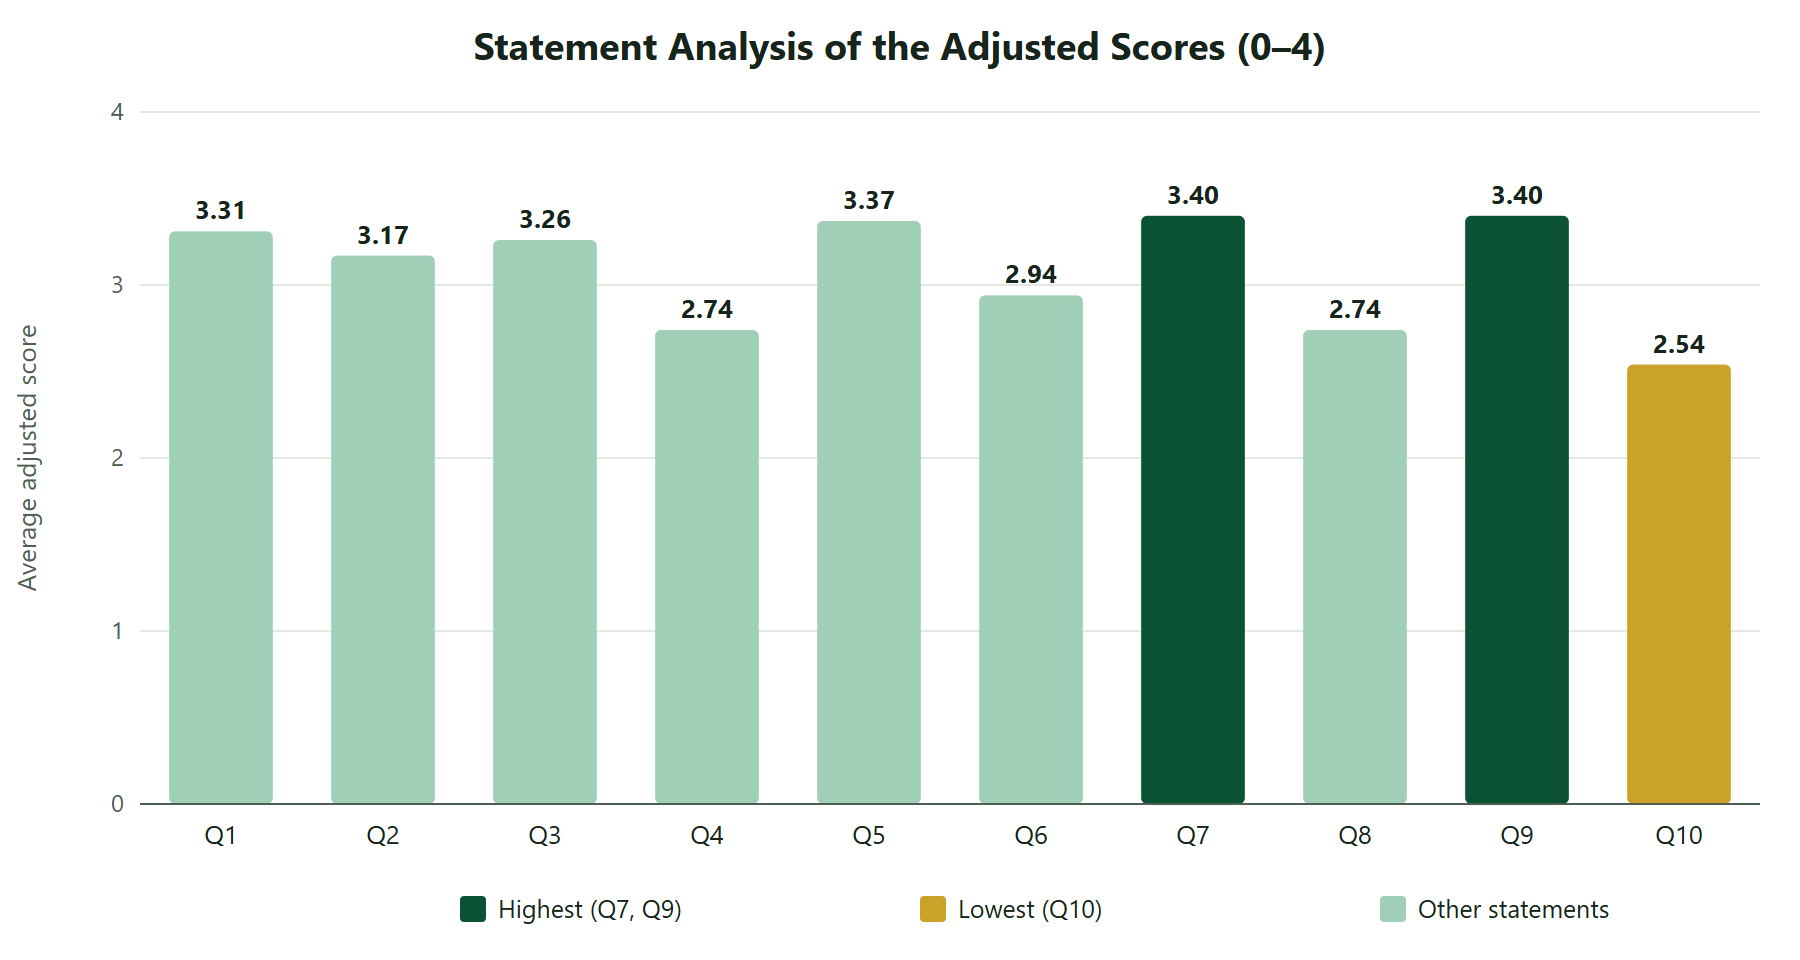 Statement Analysis of the Adjusted Scores (0–4)
4
3
2
1
0
Average adjusted score
3.31
3.17
3.26
2.74
3.37
2.94
3.40
2.74
3.40
2.54
Q1
Q2
Q3
Q4
Q5
Q6
Q7
Q8
Q9
Q10
Highest (Q7, Q9)
Lowest (Q10)
Other statements